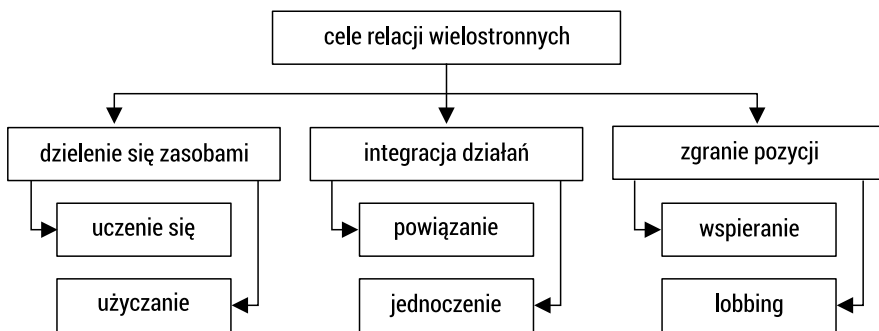 cele relacji wielostronnych
dzielenie się zasobami
integracja działań
zgranie pozycji
uczenie się
powiązanie
wspieranie
użyczanie
jednoczenie
lobbing